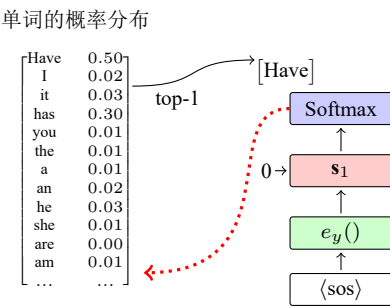 单词的概率分布
Have 0.50
I 0.02
it 0.03
has 0.30
you 0.01
the 0.01
a 0.01
an 0.02
he 0.03
she 0.01
are 0.00
am 0.01
... ...
top-1
[Have]
Softmax
0 s₁
e_y()
⟨sos⟩